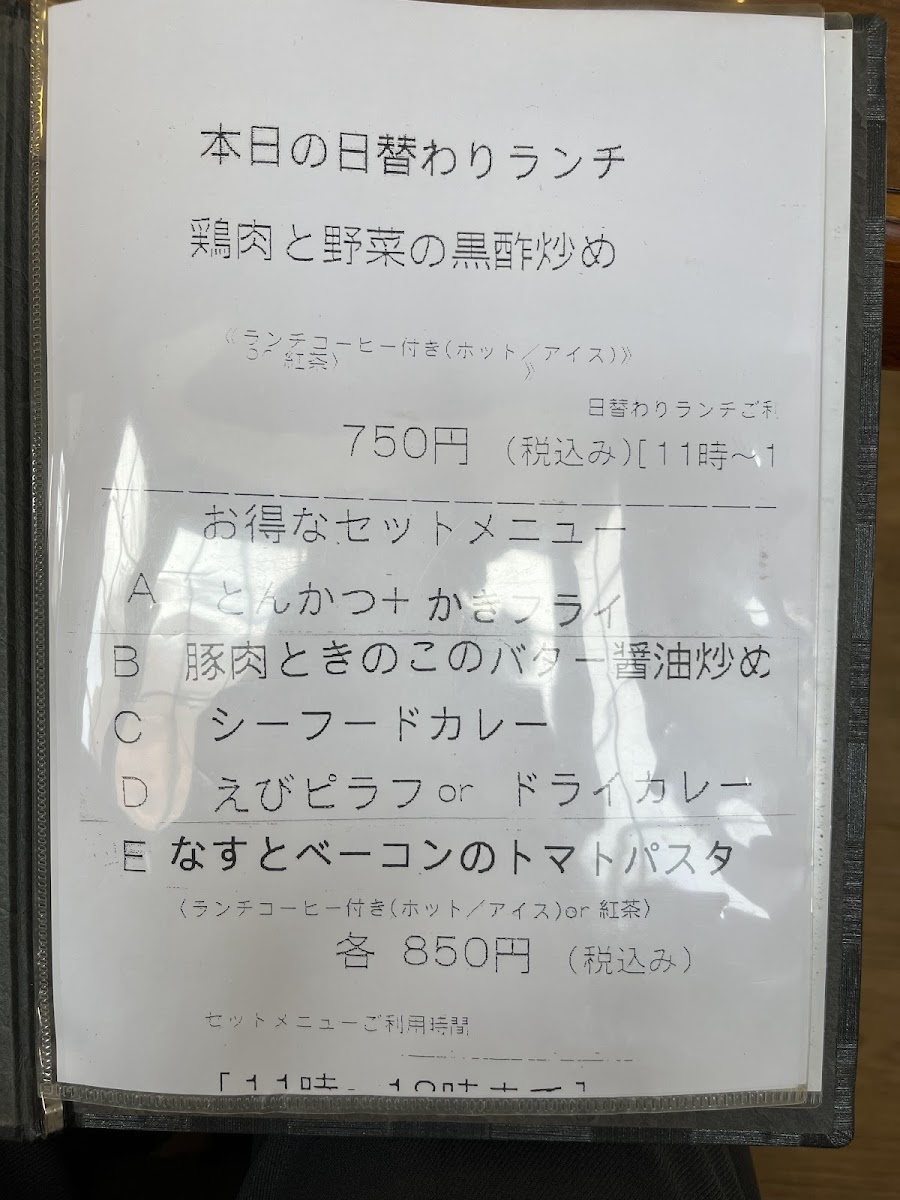 本日の日替わりランチ
鶏肉と野菜の黒酢炒め
《ランチコーヒー付き(ホット／アイス)》
or 紅茶》
日替わりランチご利
750円 (税込み)[11時～1
お得なセットメニュー
A とんかつ＋かきフライ
B 豚肉ときのこのバター醤油炒め
C シーフードカレー
D えびピラフor ドライカレー
E なすとベーコンのトマトパスタ
〈ランチコーヒー付き(ホット／アイス)or 紅茶〉
各 850円 (税込み)
セットメニューご利用時間
[11時